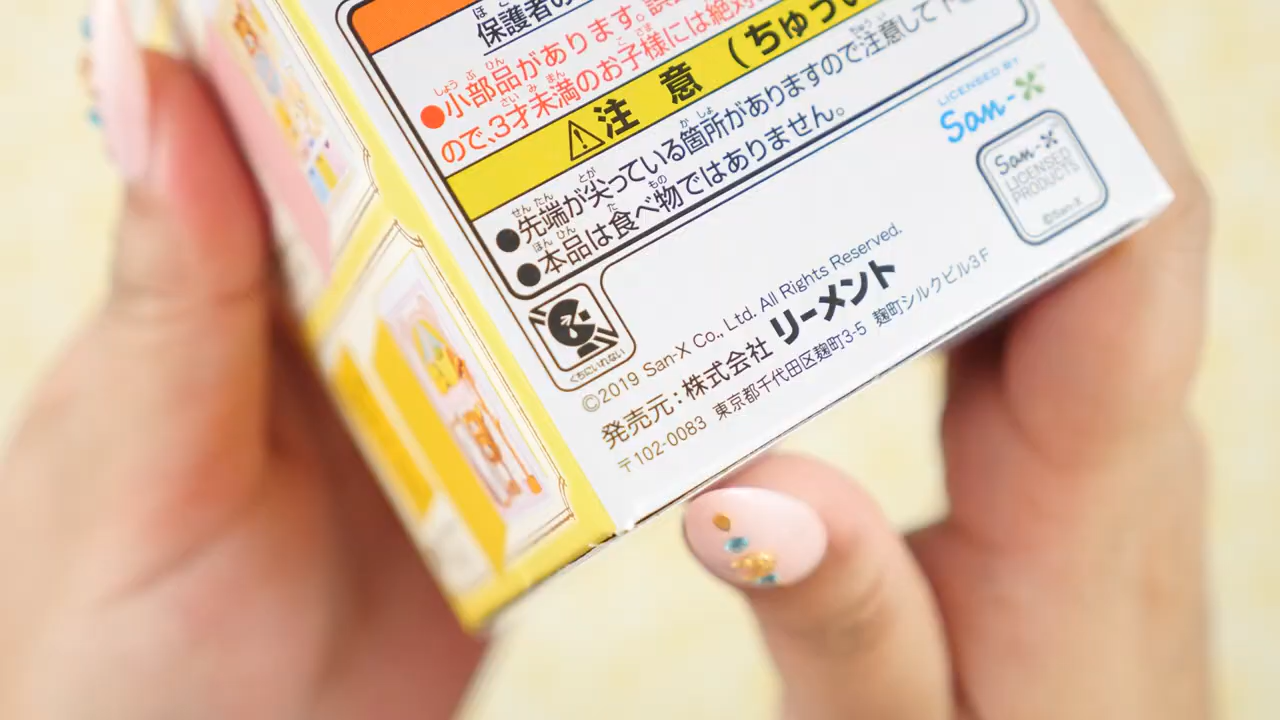 保護者の
●小部品があります。誤
ので、3才未満のお子様には絶対
⚠注 意 (ちゅうい
●先端が尖っている箇所がありますので注意して下
●本品は食べ物ではありません。
くちにいれない
©2019 San-X Co., Ltd. All Rights Reserved.
発売元：株式会社 リーメント
〒102-0083 東京都千代田区麹町3-5 麹町シルクビル3F
LICENSED BY
San-X™
San-X
LICENSED
PRODUCTS
©San-X